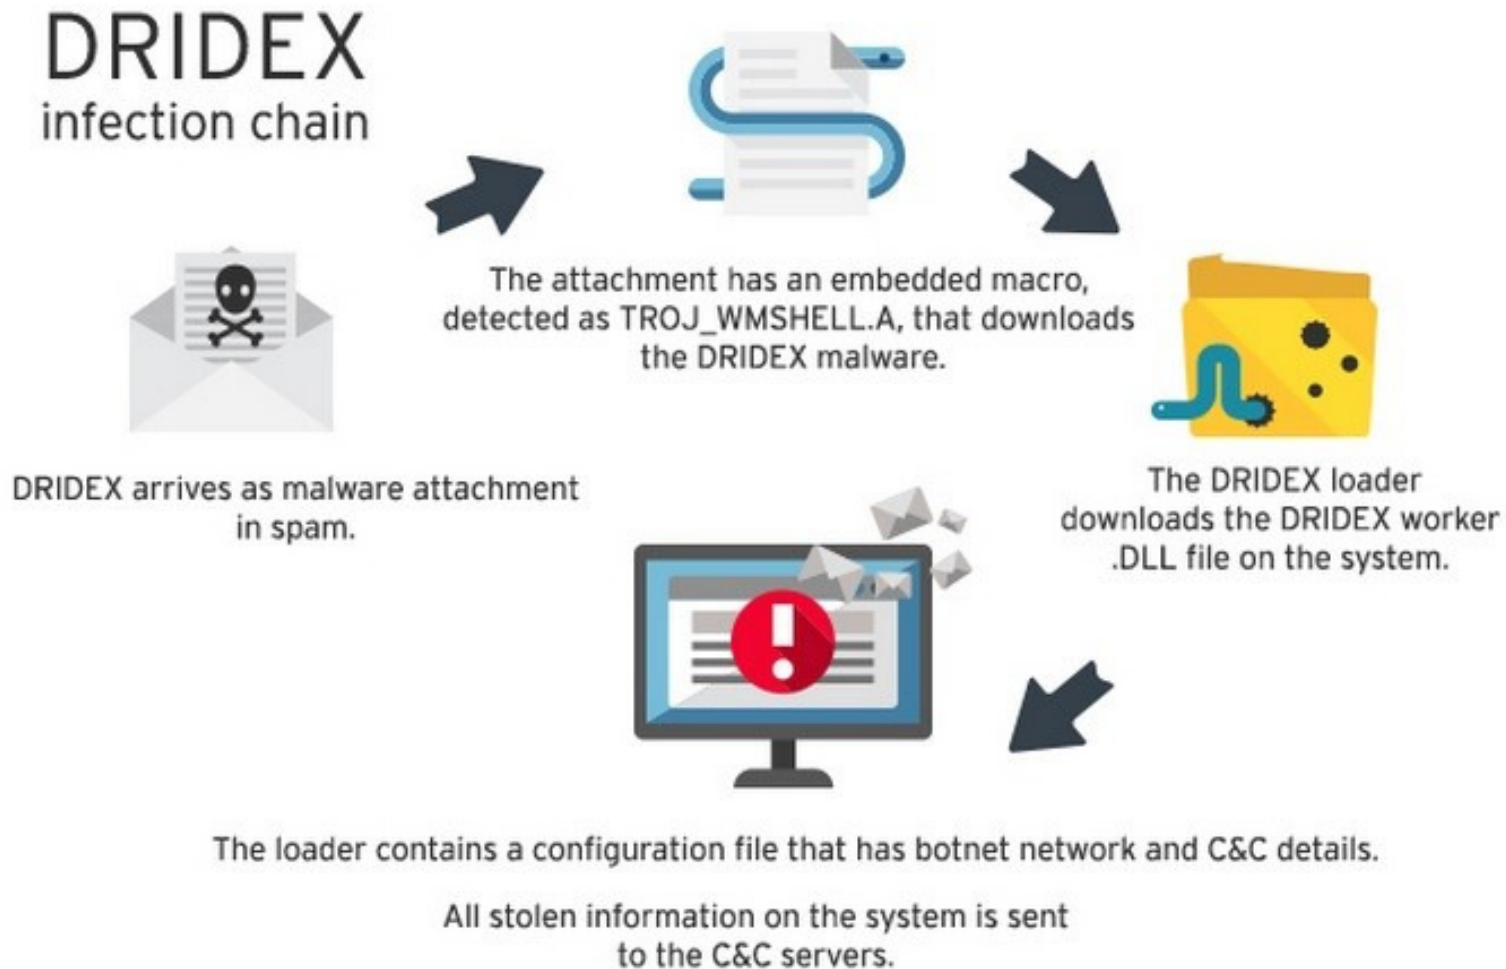 DRIDEX
infection chain
DRIDEX arrives as malware attachment
in spam.
The attachment has an embedded macro,
detected as TROJ_WMSHELL.A, that downloads
the DRIDEX malware.
The DRIDEX loader
downloads the DRIDEX worker
.DLL file on the system.
The loader contains a configuration file that has botnet network and C&C details.
All stolen information on the system is sent
to the C&C servers.